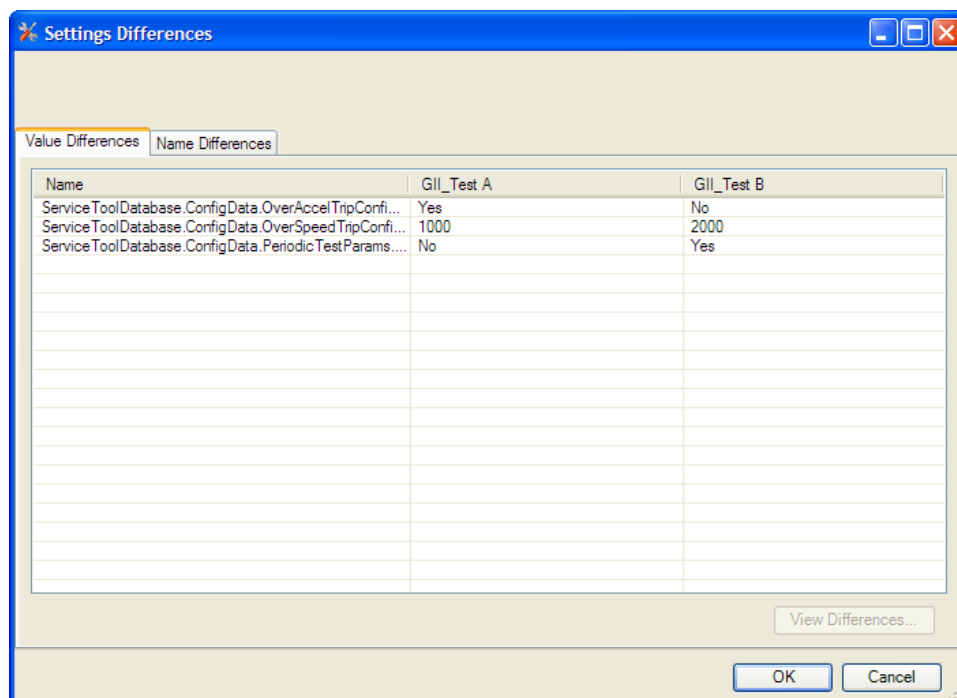 Settings Differences
Value Differences Name Differences
Name GII_Test A GII_Test B
ServiceToolDatabase.ConfigData.OverAccelTripConfi... Yes No
ServiceToolDatabase.ConfigData.OverSpeedTripConfi... 1000 2000
ServiceToolDatabase.ConfigData.PeriodicTestParams.... No Yes
View Differences...
OK Cancel